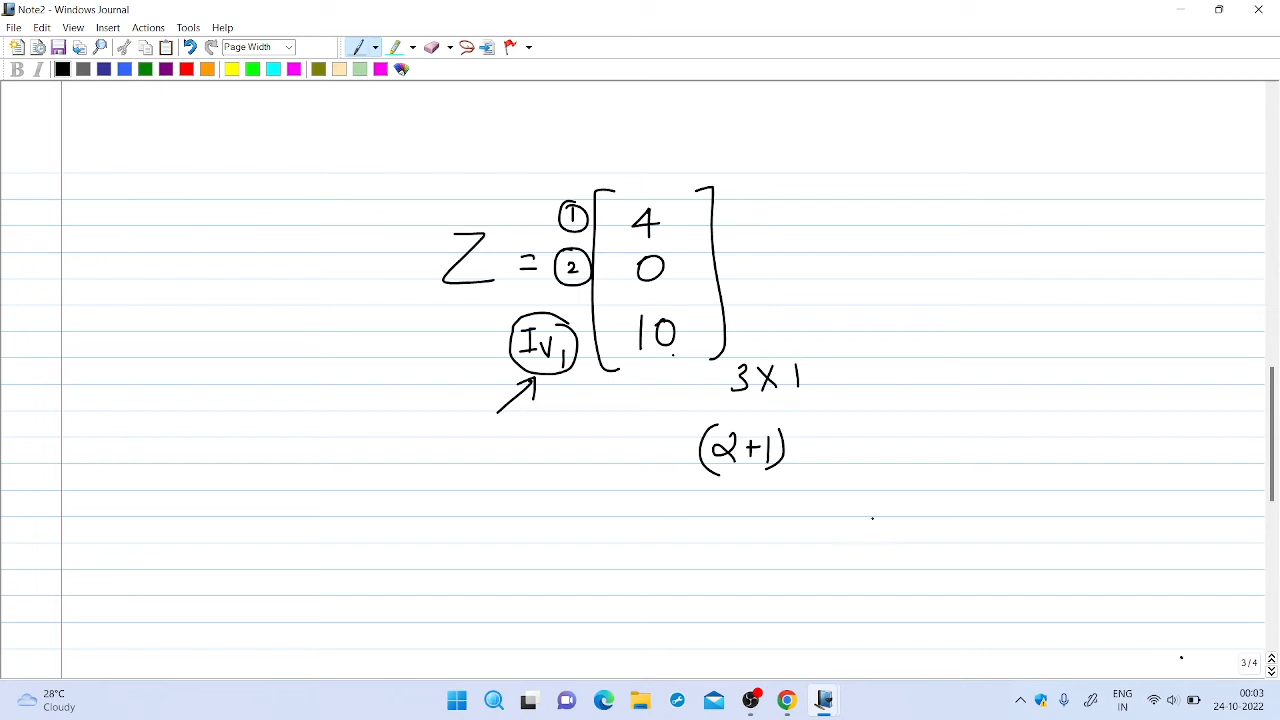 Note2 - Windows Journal
File Edit View Insert Actions Tools Help
Page Width
B I
① 4
Z = ② 0
Iv₁ 10
3 X 1
(2+1)
3/4
28°C
Cloudy
ENG
IN
00:03
24-10-2022